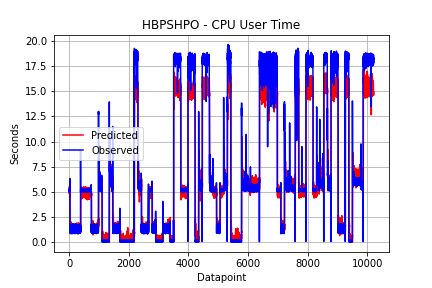 HBPSHPO - CPU User Time
20.0
17.5
15.0
12.5
10.0
7.5
5.0
2.5
0.0
Seconds
Predicted
Observed
0 2000 4000 6000 8000 10000
Datapoint